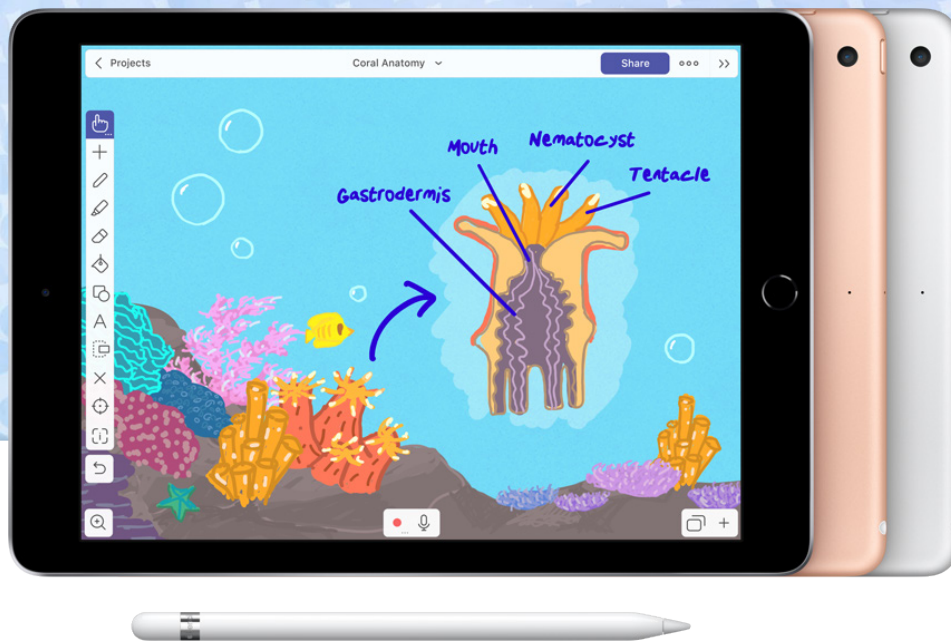 Projects
Coral Anatomy
Share
Mouth
Nematocyst
Tentacle
Gastrodermis
A